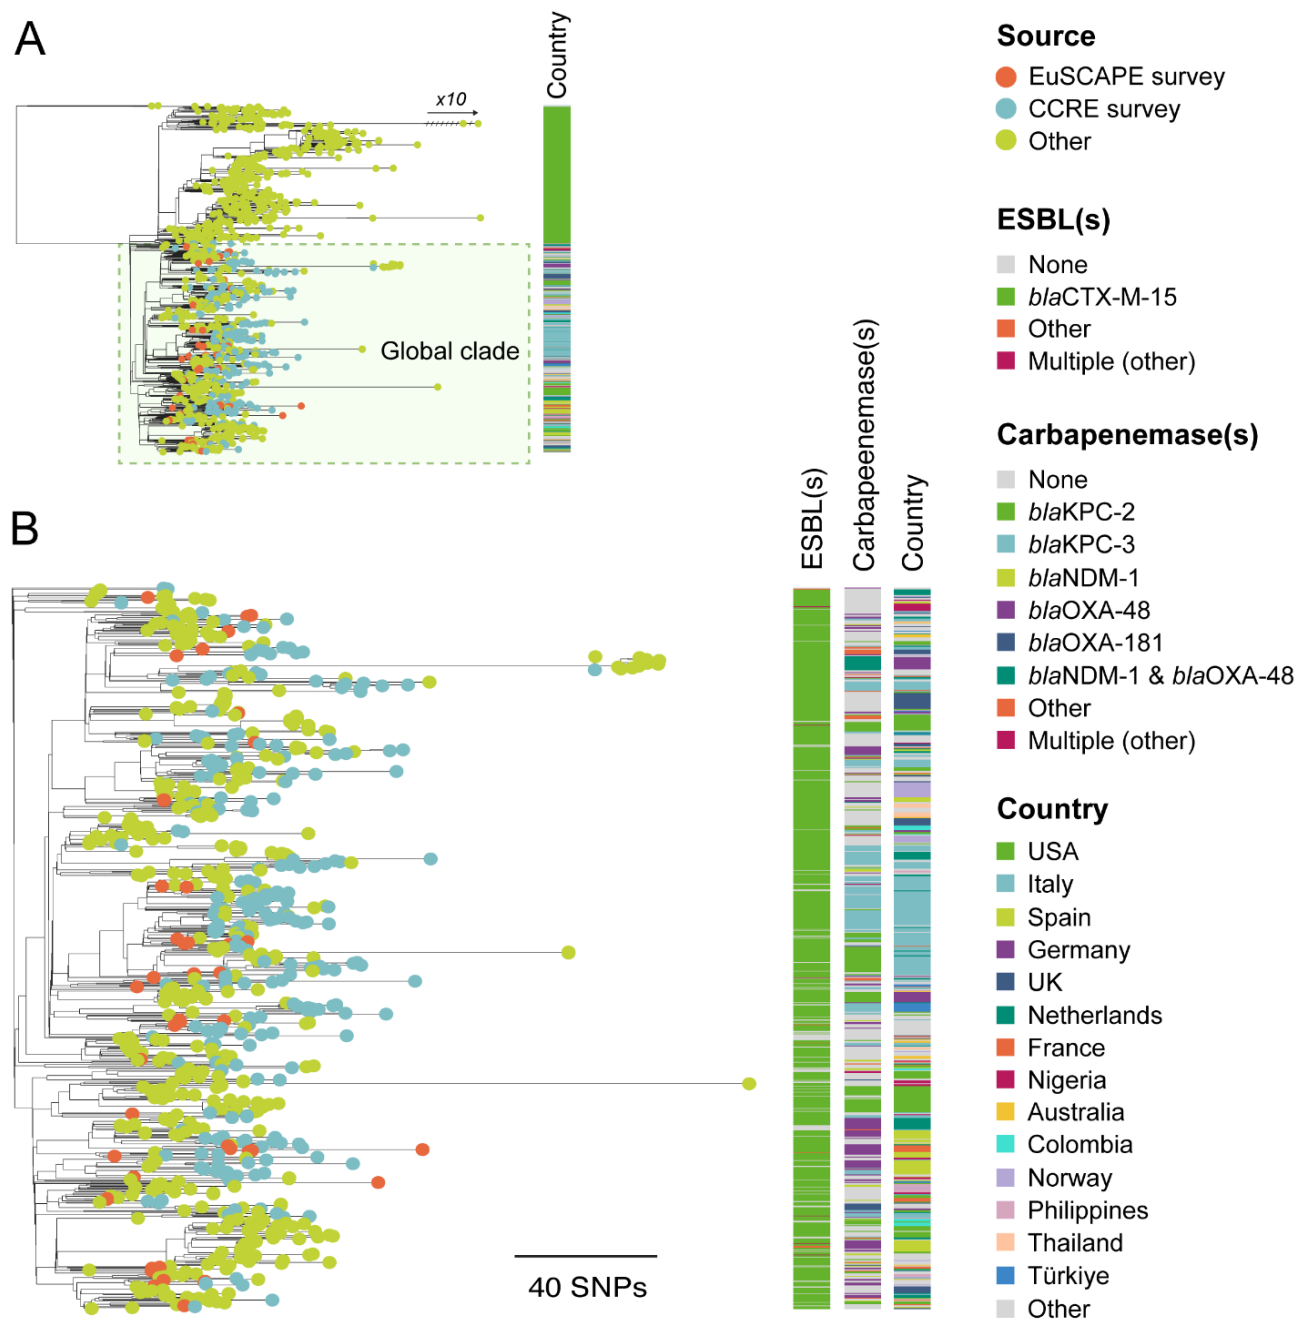 A
x10
Country
Global clade
B
ESBL(s)
Carbapeenemase(s)
Country
40 SNPs
Source
EuSCAPE survey
CCRE survey
Other
ESBL(s)
None
blaCTX-M-15
Other
Multiple (other)
Carbapenemase(s)
None
blaKPC-2
blaKPC-3
blaNDM-1
blaOXA-48
blaOXA-181
blaNDM-1 & blaOXA-48
Other
Multiple (other)
Country
USA
Italy
Spain
Germany
UK
Netherlands
France
Nigeria
Australia
Colombia
Norway
Philippines
Thailand
Türkiye
Other